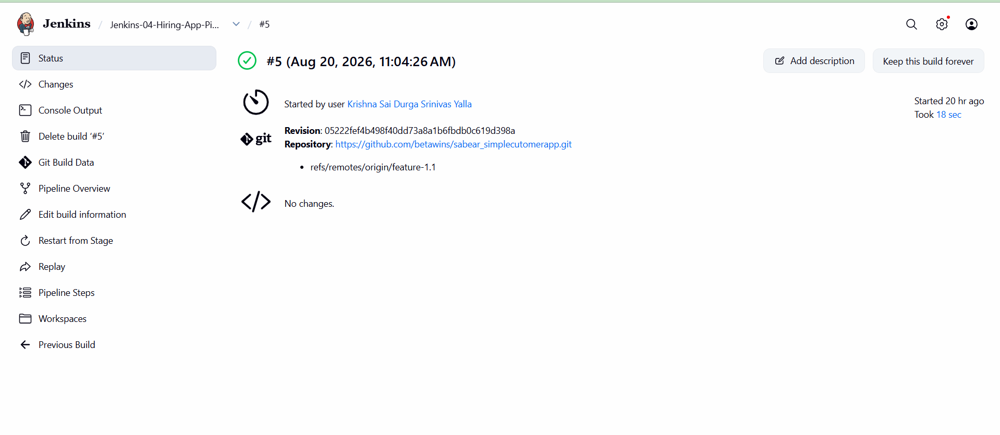 Jenkins / Jenkins-04-Hiring-App-Pi... / #5
Status
Changes
Console Output
Delete build ‘#5’
Git Build Data
Pipeline Overview
Edit build information
Restart from Stage
Replay
Pipeline Steps
Workspaces
Previous Build
#5 (Aug 20, 2026, 11:04:26 AM)
Add description
Keep this build forever
Started by user Krishna Sai Durga Srinivas Yalla
Started 20 hr ago
Took 18 sec
git
Revision: 05222fef4b498f40dd73a8a1b6fbdb0c619d398a
Repository: https://github.com/betawins/sabear_simplecutomerapp.git
• refs/remotes/origin/feature-1.1
No changes.